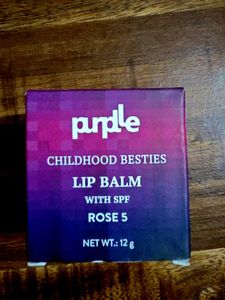 purplle
CHILDHOOD BESTIES
LIP BALM
WITH SPF
ROSE 5
NET WT.: 12 g